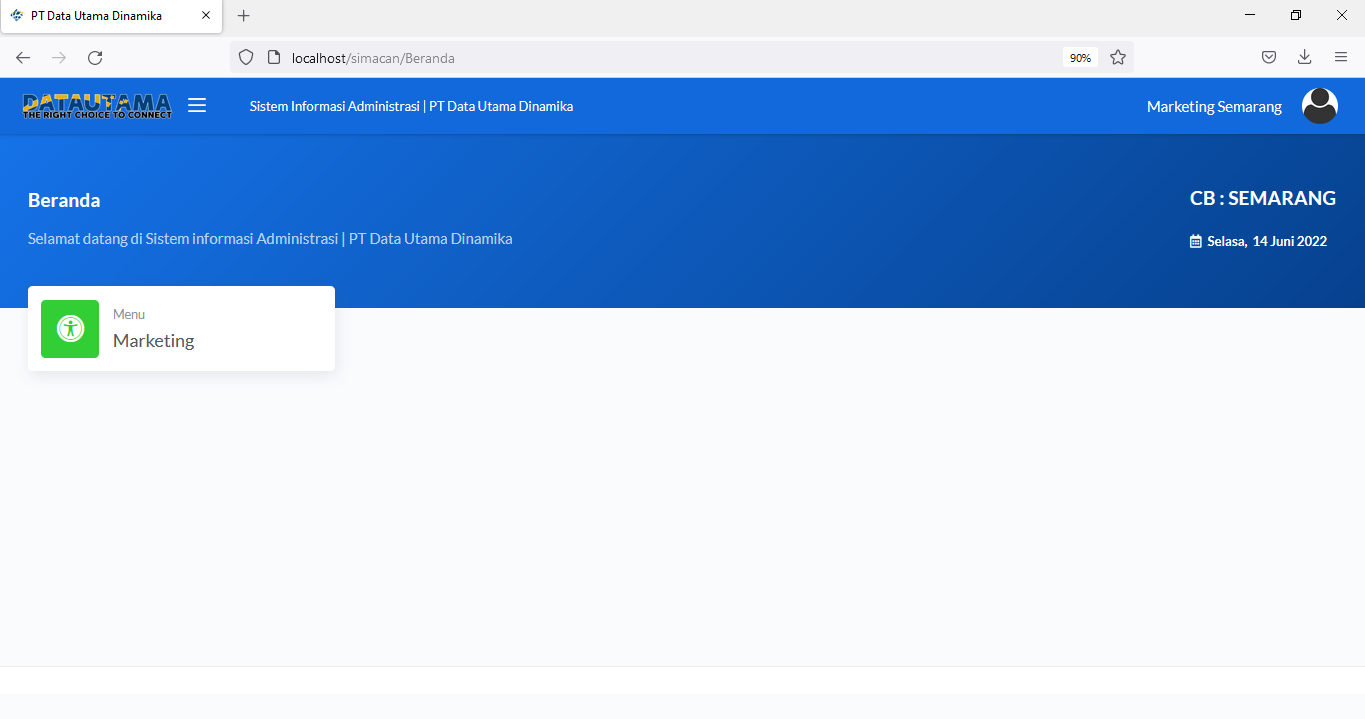 PT Data Utama Dinamika
localhost/simacan/Beranda
90%
DATAUTAMA
THE RIGHT CHOICE TO CONNECT
Sistem Informasi Administrasi | PT Data Utama Dinamika
Marketing Semarang
Beranda
CB : SEMARANG
Selamat datang di Sistem informasi Administrasi | PT Data Utama Dinamika
Selasa, 14 Juni 2022
Menu
Marketing